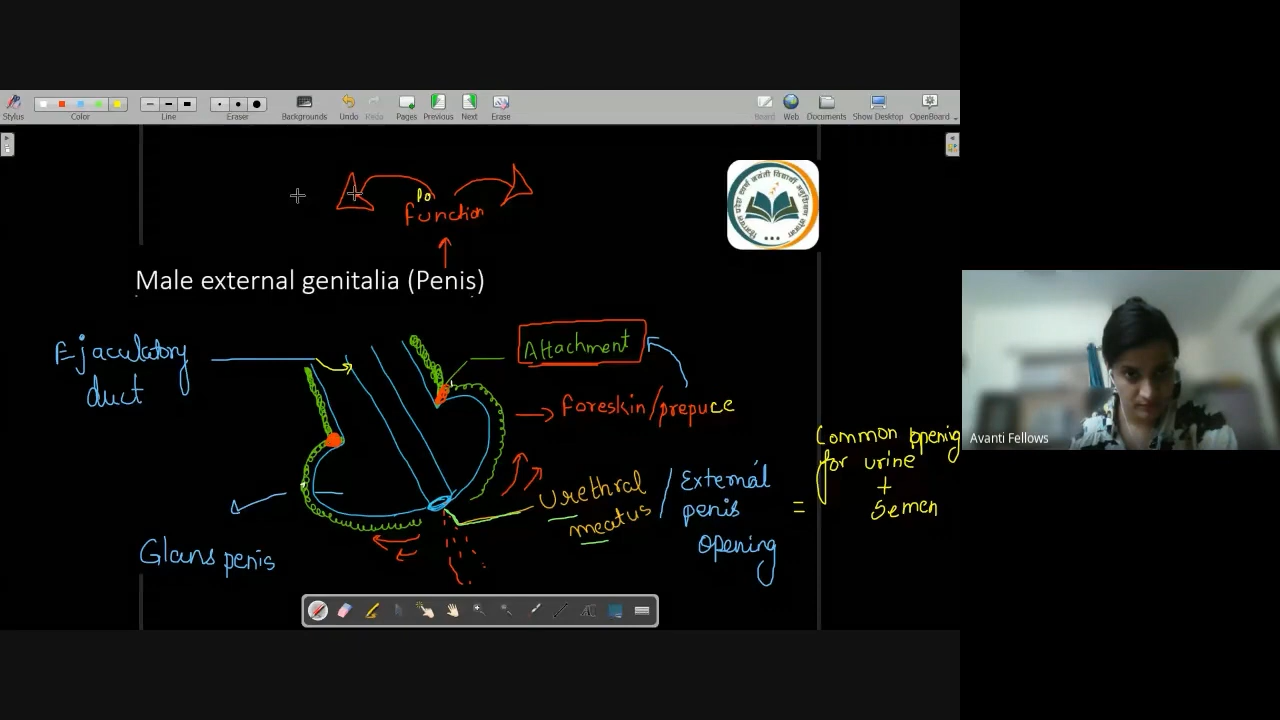 Stylus
Color
Line
Eraser
Backgrounds
Undo
Redo
Pages
Previous
Next
Erase
Board
Web
Documents
Show Desktop
OpenBoard
Function
Male external genitalia (Penis)
Ejaculatory
duct
Attachment
Foreskin/prepuce
Urethral
meatus
/ External
penis
opening
=
Common opening
for urine
+
Semen
Glans penis
Avanti Fellows